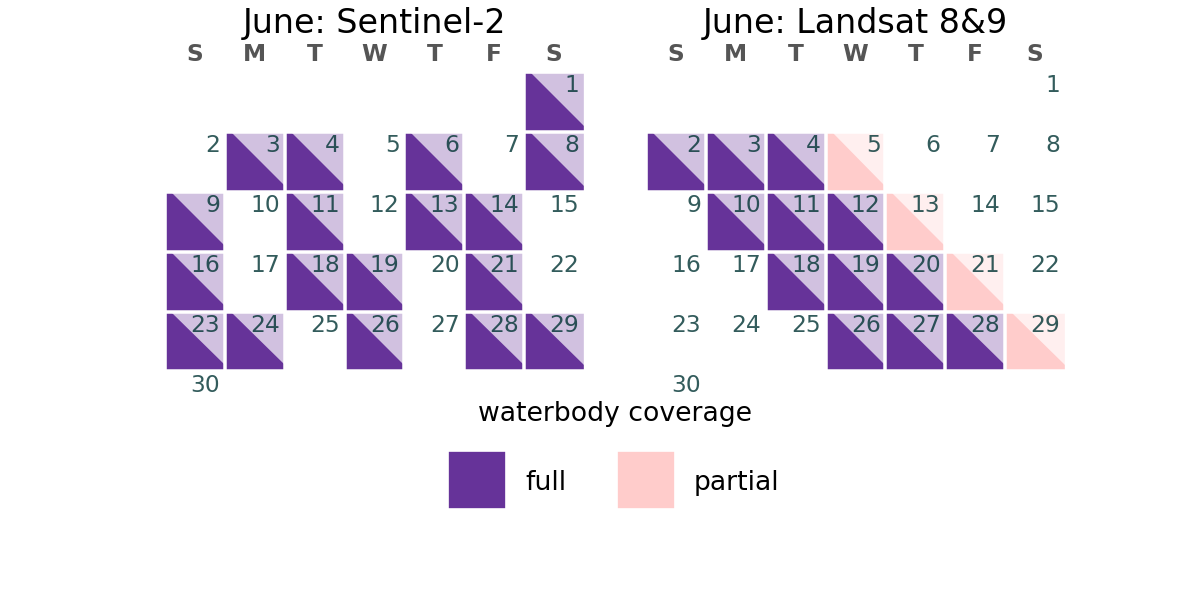 June: Sentinel-2
S M T W T F S
1
2 3 4 5 6 7 8
9 10 11 12 13 14 15
16 17 18 19 20 21 22
23 24 25 26 27 28 29
30
June: Landsat 8&9
S M T W T F S
1
2 3 4 5 6 7 8
9 10 11 12 13 14 15
16 17 18 19 20 21 22
23 24 25 26 27 28 29
30
waterbody coverage
full partial